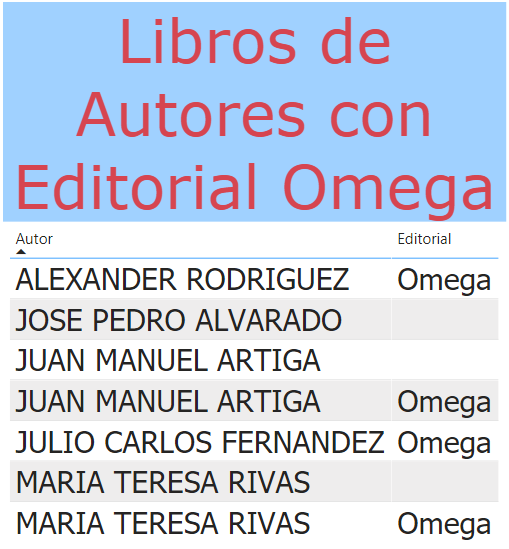 Libros de
Autores con
Editorial Omega
Autor Editorial
ALEXANDER RODRIGUEZ Omega
JOSE PEDRO ALVARADO
JUAN MANUEL ARTIGA
JUAN MANUEL ARTIGA Omega
JULIO CARLOS FERNANDEZ Omega
MARIA TERESA RIVAS
MARIA TERESA RIVAS Omega